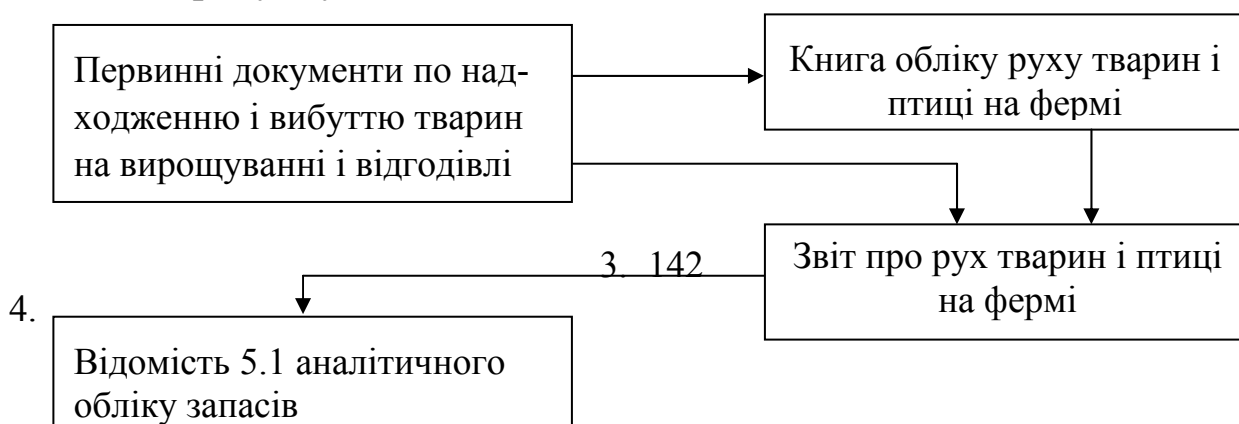 Первинні документи по над-
ходженню і вибуттю тварин
на вирощуванні і відгодівлі
Книга обліку руху тварин і
птиці на фермі
Звіт про рух тварин і птиці
на фермі
3. 142
4.
Відомість 5.1 аналітичного
обліку запасів